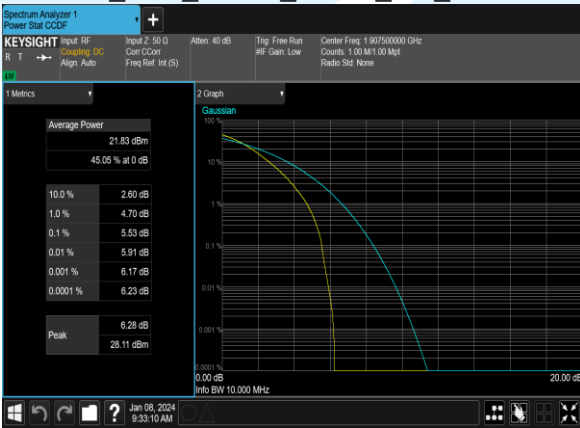 Spectrum Analyzer 1
Power Stat CCDF
+
KEYSIGHT
R T
LV
Input: RF
Coupling: DC
Align: Auto
Input Z: 50 Ω
Corr CCorr
Freq Ref: Int (S)
Atten: 40 dB
Trig: Free Run
#IF Gain: Low
Center Freq: 1.907500000 GHz
Counts: 1.00 M/1.00 Mpt
Radio Std: None
1 Metrics
Average Power
21.83 dBm
45.05 % at 0 dB
10.0 % 2.60 dB
1.0 % 4.70 dB
0.1 % 5.53 dB
0.01 % 5.91 dB
0.001 % 6.17 dB
0.0001 % 6.23 dB
Peak
6.28 dB
28.11 dBm
2 Graph
Gaussian
100 %
10 %
1 %
0.1 %
0.01 %
0.001 %
0.0001 %
0.00 dB
20.00 dB
Info BW 10.000 MHz
?
Jan 08, 2024
9:33:10 AM